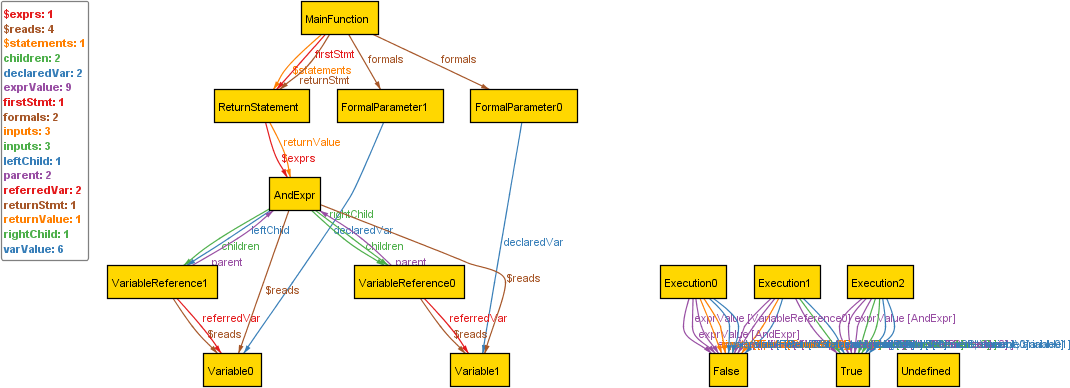 $exprs: 1
$reads: 4
$statements: 1
children: 2
declaredVar: 2
exprValue: 9
firstStmt: 1
formals: 2
inputs: 3
inputs: 3
leftChild: 1
parent: 2
referredVar: 2
returnStmt: 1
returnValue: 1
rightChild: 1
varValue: 6
MainFunction
firstStmt
formals
formals
$statements
returnStmt
ReturnStatement
FormalParameter1
FormalParameter0
returnValue
$exprs
AndExpr
rightChild
leftChild
declaredVar
children
children
declaredVar
parent
parent
$reads
$reads
VariableReference1
VariableReference0
Execution0
Execution1
Execution2
referredVar
referredVar
exprValue [VariableReference0]
exprValue [AndExpr]
$reads
$reads
exprValue [AndExpr]
Variable0
Variable1
False
True
Undefined